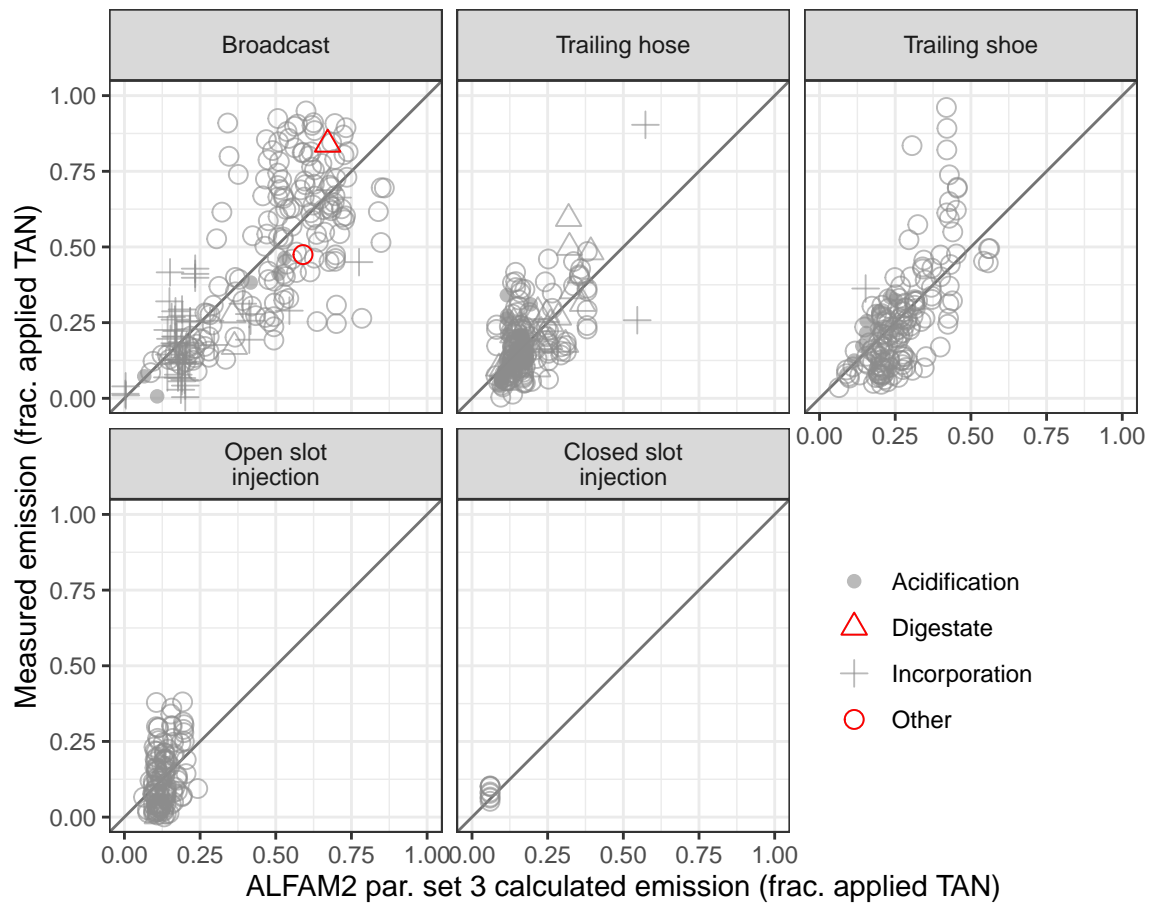 Broadcast
Trailing hose
Trailing shoe
1.00
0.75
0.50
0.25
0.00
0.00 0.25 0.50 0.75 1.00
Open slot
injection
Closed slot
injection
1.00
0.75
0.50
0.25
0.00
0.00 0.25 0.50 0.75 1.00
0.00 0.25 0.50 0.75 1.00
Measured emission (frac. applied TAN)
ALFAM2 par. set 3 calculated emission (frac. applied TAN)
Acidification
Digestate
Incorporation
Other